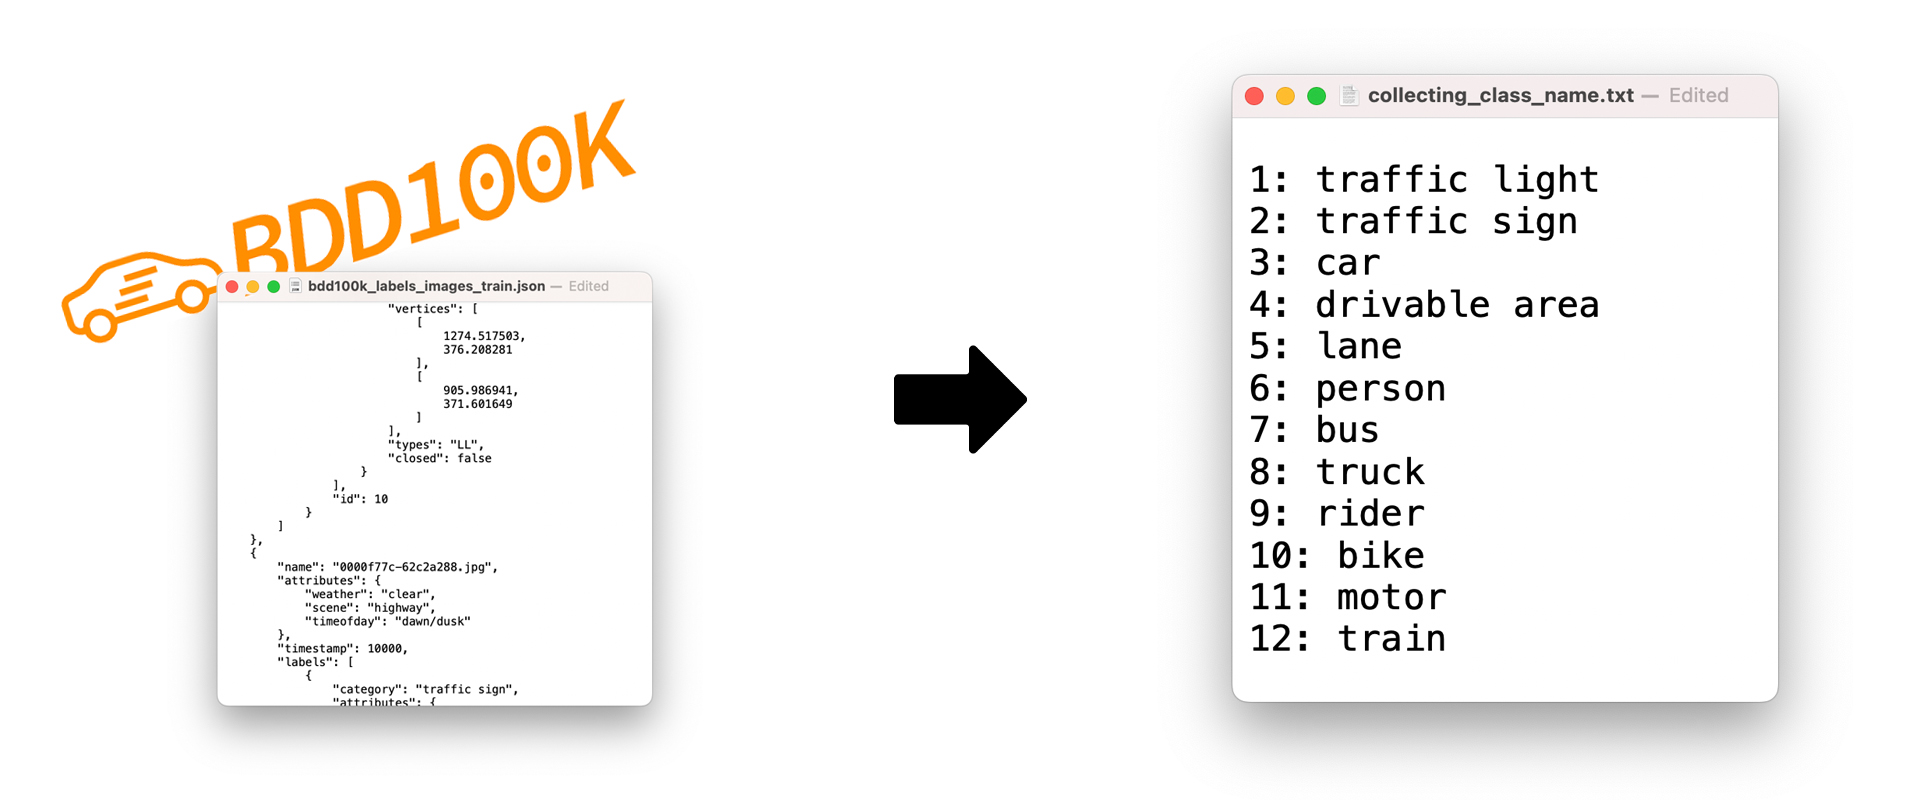 BDD100K
bdd100k_labels_images_train.json — Edited
"vertices": [
[
1274.517503,
376.208281
],
[
905.986941,
371.601649
]
],
"types": "LL",
"closed": false
}
],
"id": 10
}
]
},
{
"name": "0000f77c-62c2a288.jpg",
"attributes": {
"weather": "clear",
"scene": "highway",
"timeofday": "dawn/dusk"
},
"timestamp": 10000,
"labels": [
{
"category": "traffic sign",
"attributes": {
collecting_class_name.txt — Edited
1: traffic light
2: traffic sign
3: car
4: drivable area
5: lane
6: person
7: bus
8: truck
9: rider
10: bike
11: motor
12: train